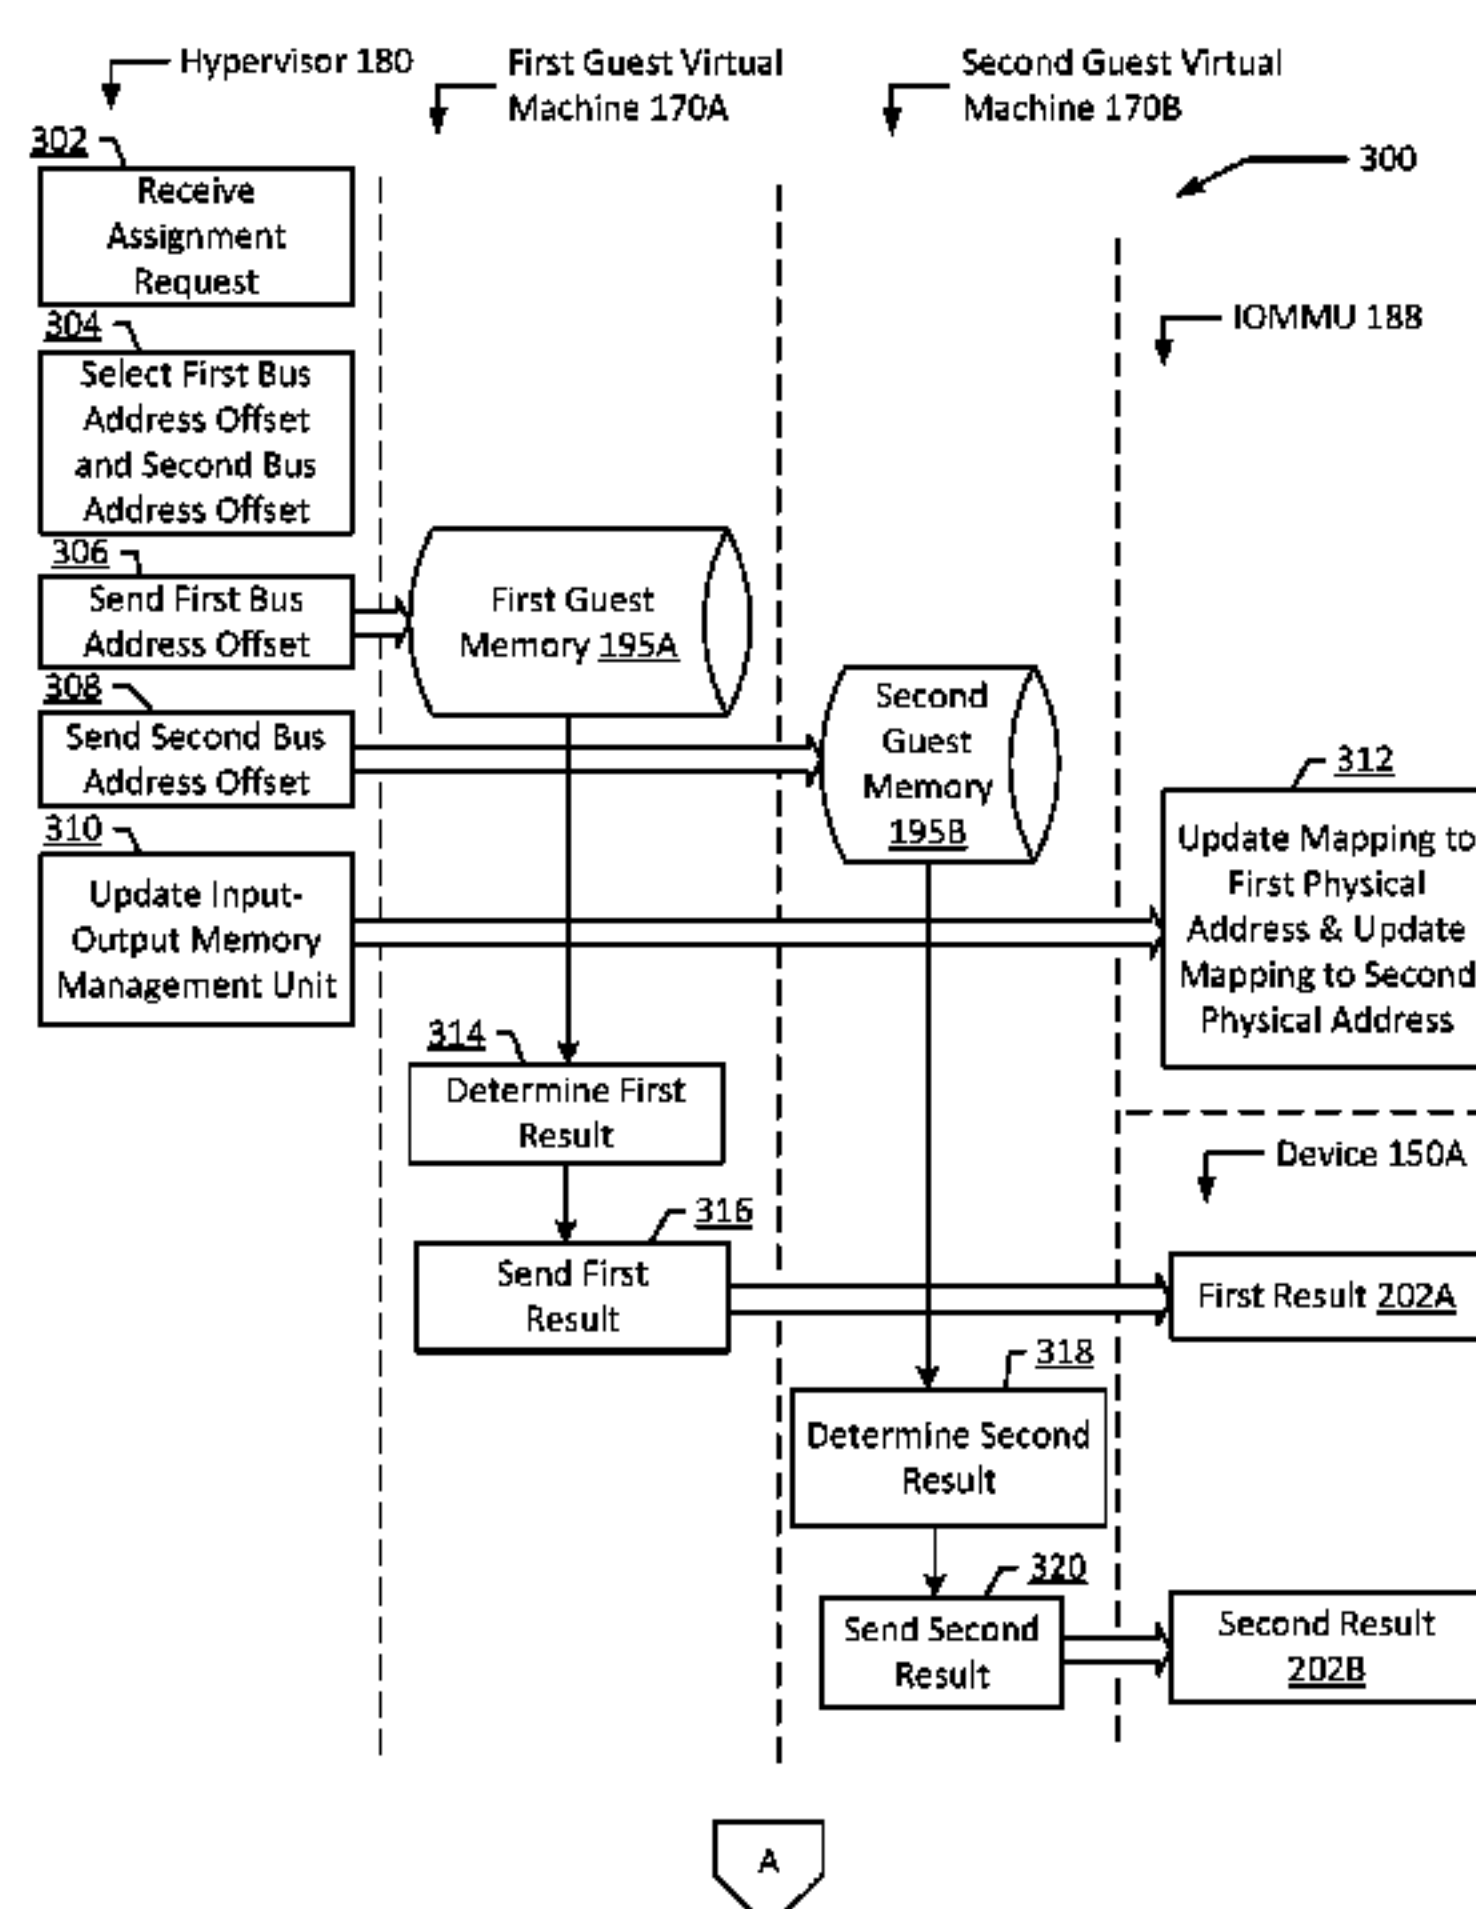 Hypervisor 180
First Guest Virtual
Machine 170A
Second Guest Virtual
Machine 170B
300
302
Receive
Assignment
Request
304
Select First Bus
Address Offset
and Second Bus
Address Offset
IOMMU 188
306
Send First Bus
Address Offset
First Guest
Memory 195A
308
Send Second Bus
Address Offset
Second
Guest
Memory
195B
310
Update Input-
Output Memory
Management Unit
312
Update Mapping to
First Physical
Address & Update
Mapping to Second
Physical Address
314
Determine First
Result
Device 150A
316
Send First
Result
First Result 202A
318
Determine Second
Result
320
Send Second
Result
Second Result
202B
A